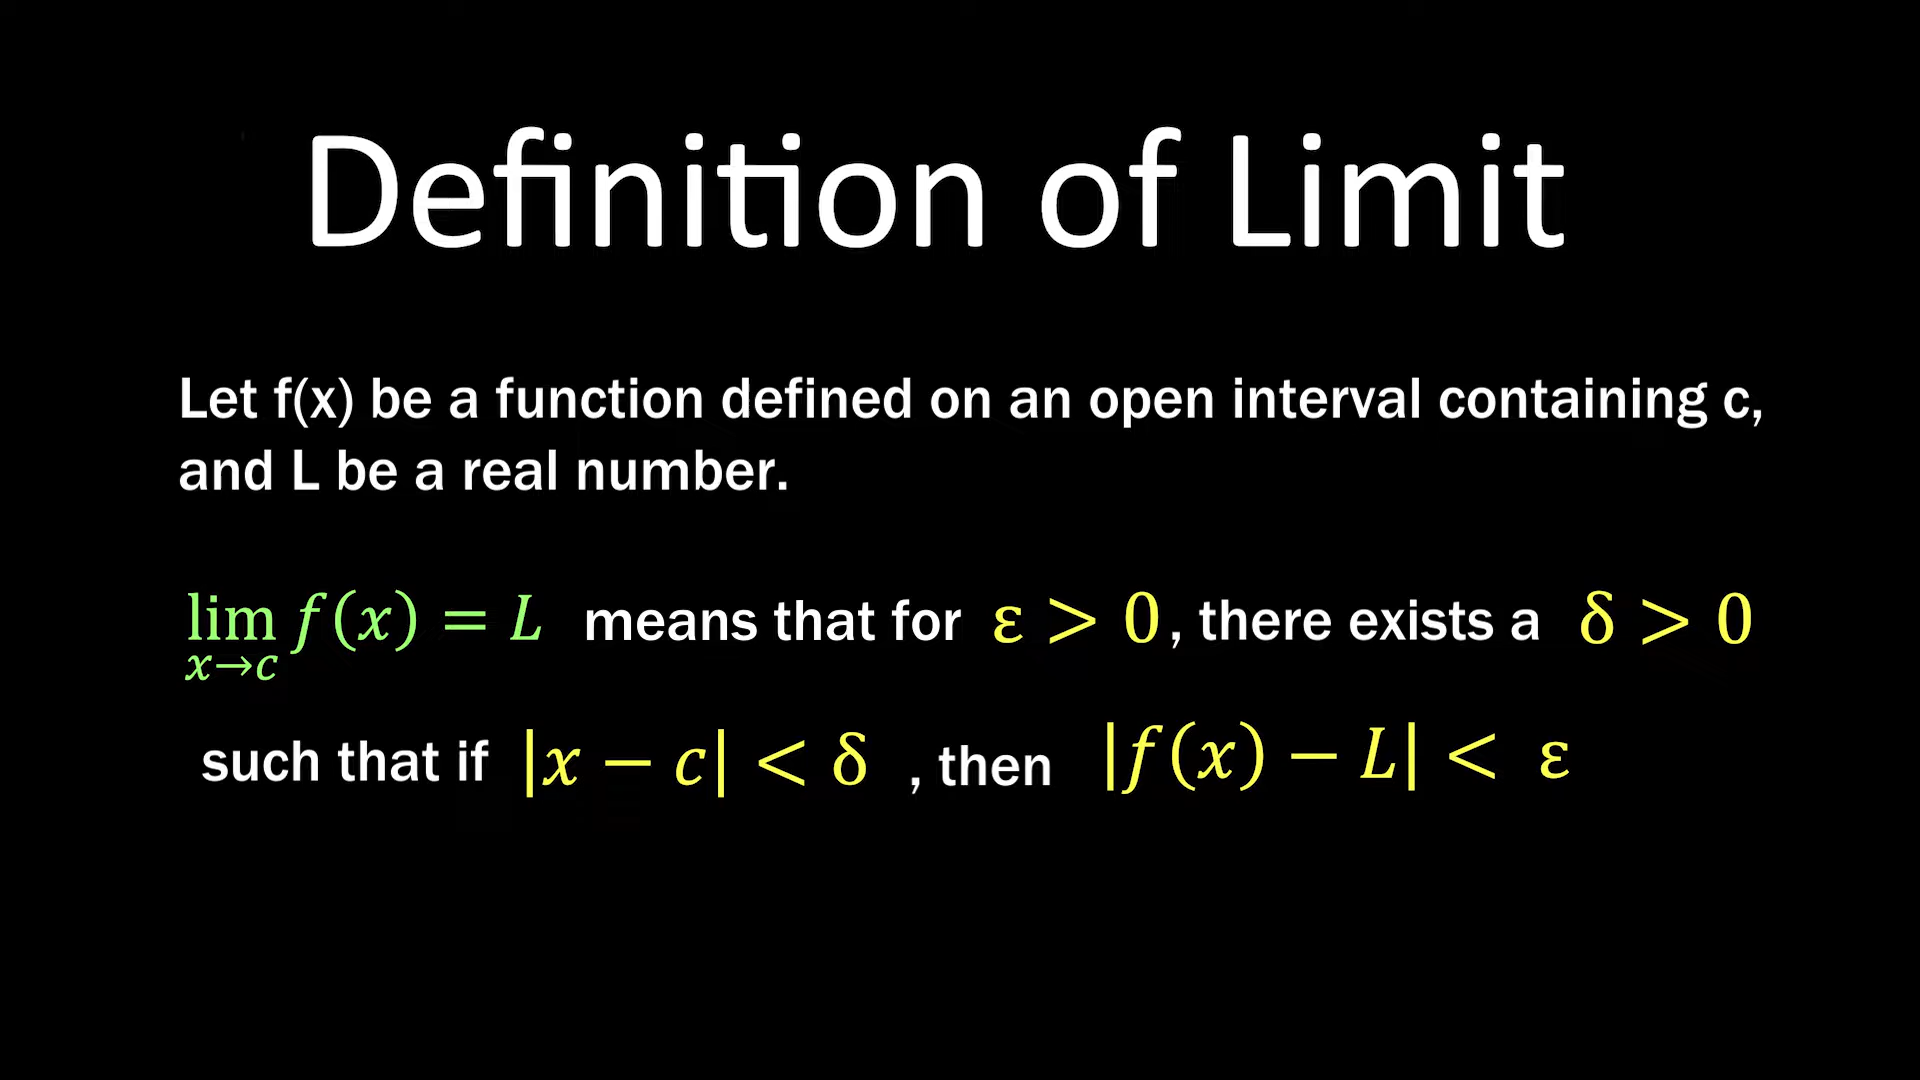 Definition of Limit
Let f(x) be a function defined on an open interval containing c,
and L be a real number.
lim f(x) = L means that for ε > 0, there exists a δ > 0
x→c
such that if |x − c| < δ , then |f(x) − L| < ε